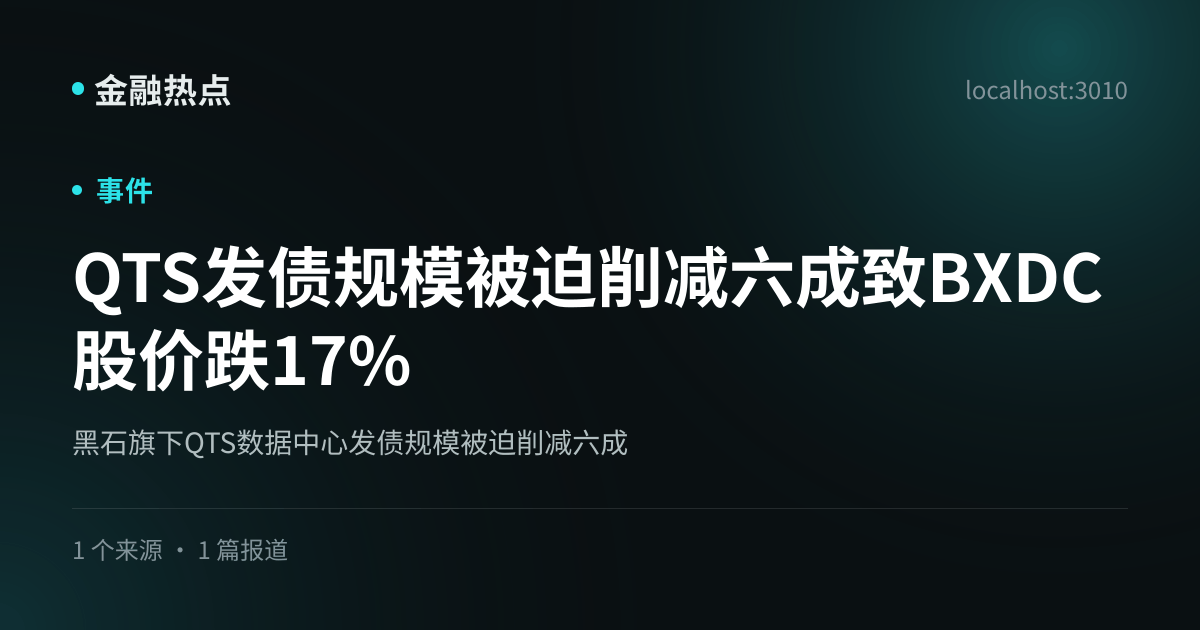 金融热点
localhost:3010
事件
QTS发债规模被迫削减六成致BXDC
股价跌17%
黑石旗下QTS数据中心发债规模被迫削减六成
1 个来源 · 1 篇报道